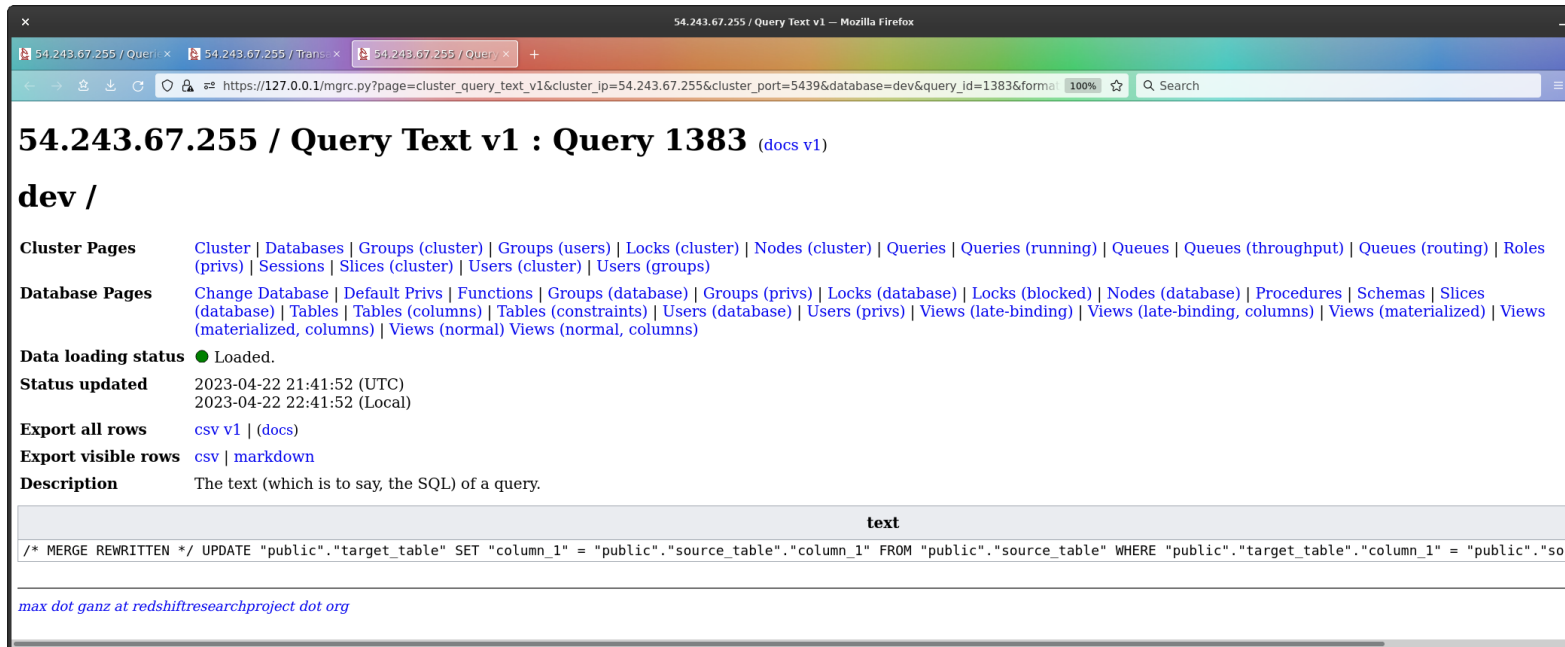 54.243.67.255 / Query Text v1 — Mozilla Firefox
54.243.67.255 / Queri
54.243.67.255 / Trans
54.243.67.255 / Query
https://127.0.0.1/mgrc.py?page=cluster_query_text_v1&cluster_ip=54.243.67.255&cluster_port=5439&database=dev&query_id=1383&format 100% Search
54.243.67.255 / Query Text v1 : Query 1383 (docs v1)
dev /
Cluster Pages Cluster | Databases | Groups (cluster) | Groups (users) | Locks (cluster) | Nodes (cluster) | Queries | Queries (running) | Queues | Queues (throughput) | Queues (routing) | Roles
(privs) | Sessions | Slices (cluster) | Users (cluster) | Users (groups)
Database Pages Change Database | Default Privs | Functions | Groups (database) | Groups (privs) | Locks (database) | Locks (blocked) | Nodes (database) | Procedures | Schemas | Slices
(database) | Tables | Tables (columns) | Tables (constraints) | Users (database) | Users (privs) | Views (late-binding) | Views (late-binding, columns) | Views (materialized) | Views
(materialized, columns) | Views (normal) Views (normal, columns)
Data loading status Loaded.
Status updated 2023-04-22 21:41:52 (UTC)
2023-04-22 22:41:52 (Local)
Export all rows csv v1 | (docs)
Export visible rows csv | markdown
Description The text (which is to say, the SQL) of a query.
text
/* MERGE REWRITTEN */ UPDATE "public"."target_table" SET "column_1" = "public"."source_table"."column_1" FROM "public"."source_table" WHERE "public"."target_table"."column_1" = "public"."so
max dot ganz at redshiftresearchproject dot org